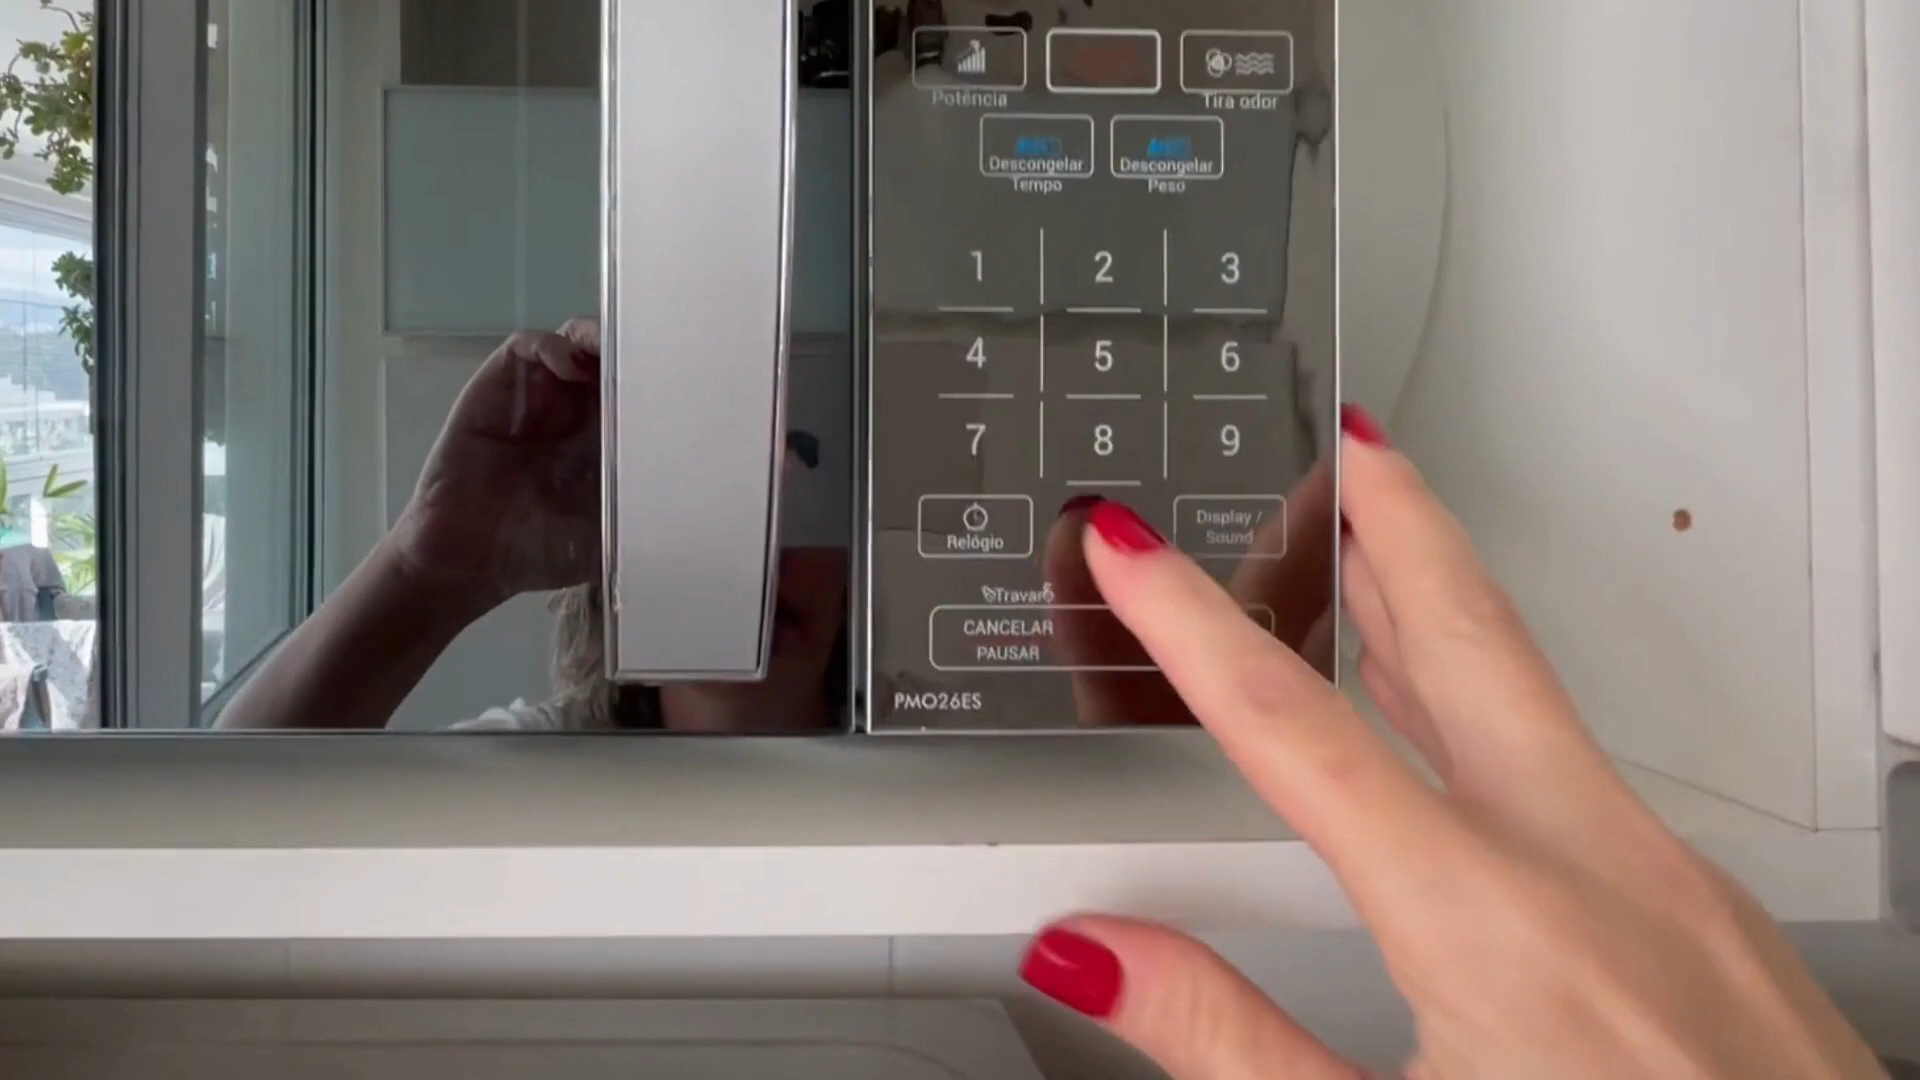 Potência
Tira odor
Descongelar
Tempo
Descongelar
Peso
1 2 3
4 5 6
7 8 9
Relógio
Display /
Sound
Travar
CANCELAR
PAUSAR
PMO26ES